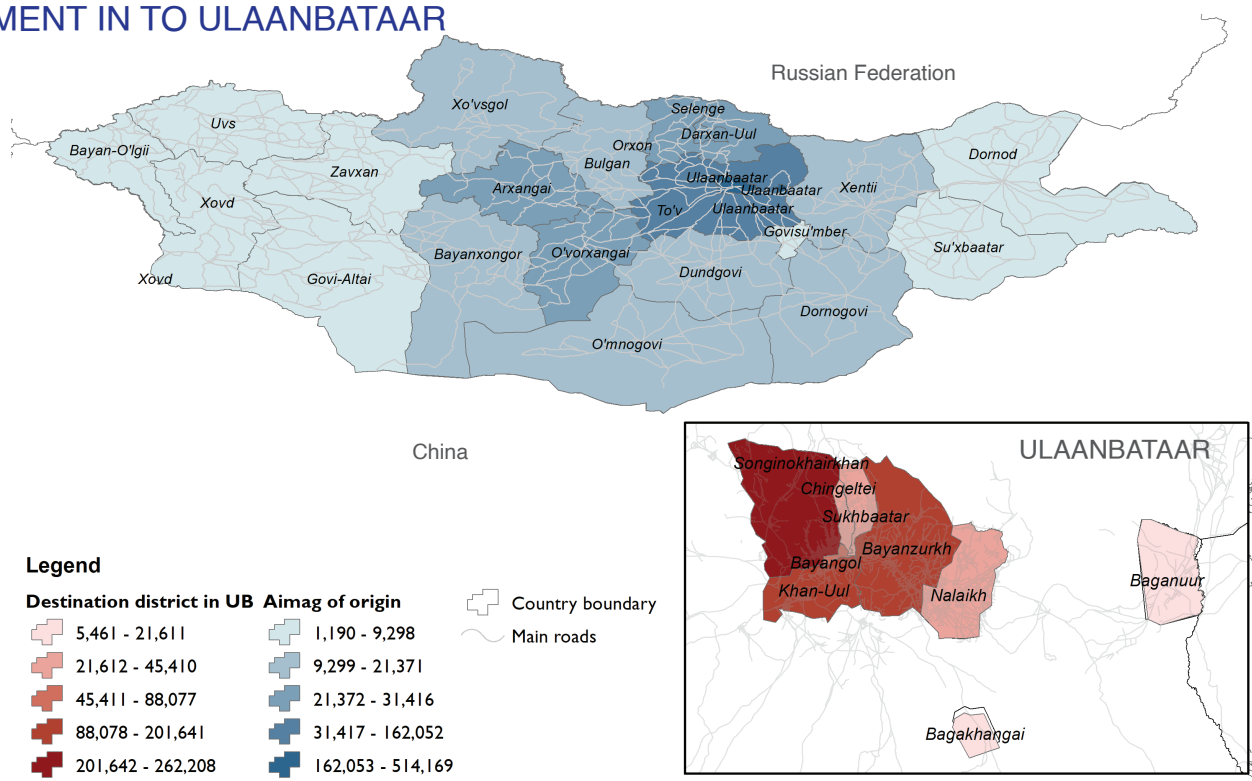 MENT IN TO ULAANBATAAR
Russian Federation
Xo'vsgol
Selenge
Uvs
Darxan-Uul
Orxon
Bayan-O'lgii
Dornod
Bulgan
Zavxan
Ulaanbaatar
Arxangai
Ulaanbaatar
Xentii
Xovd
To'v
Ulaanbaatar
Govisu'mber
Su'xbaatar
Bayanxongor
O'vorxangai
Dundgovi
Xovd
Govi-Altai
Dornogovi
O'mnogovi
China
ULAANBATAAR
Songinokhairkhan
Chingeltei
Sukhbaatar
Bayanzurkh
Bayangol
Khan-Uul
Nalaikh
Baganuur
Bagakhangai
Legend
Destination district in UB
5,461 - 21,611
21,612 - 45,410
45,411 - 88,077
88,078 - 201,641
201,642 - 262,208
Aimag of origin
1,190 - 9,298
9,299 - 21,371
21,372 - 31,416
31,417 - 162,052
162,053 - 514,169
Country boundary
Main roads